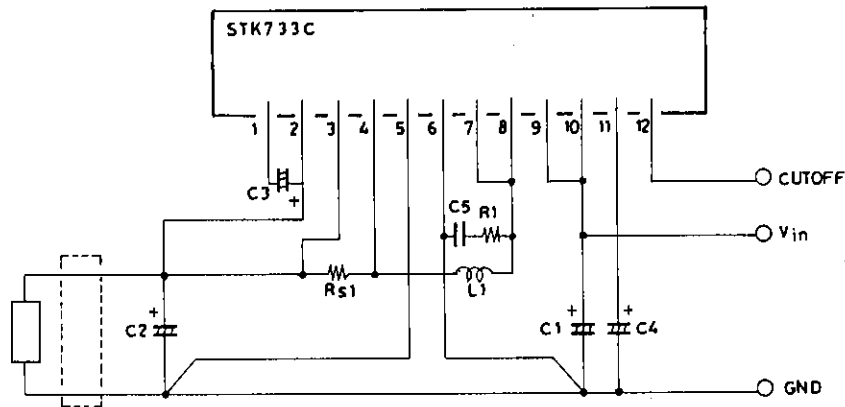 STK733C
1 2 3 4 5 6 7 8 9 10 11 12
C3 +
CUTOFF
C5 R1
Vin
RS1 L1
+ C2 C1 + + C4
GND